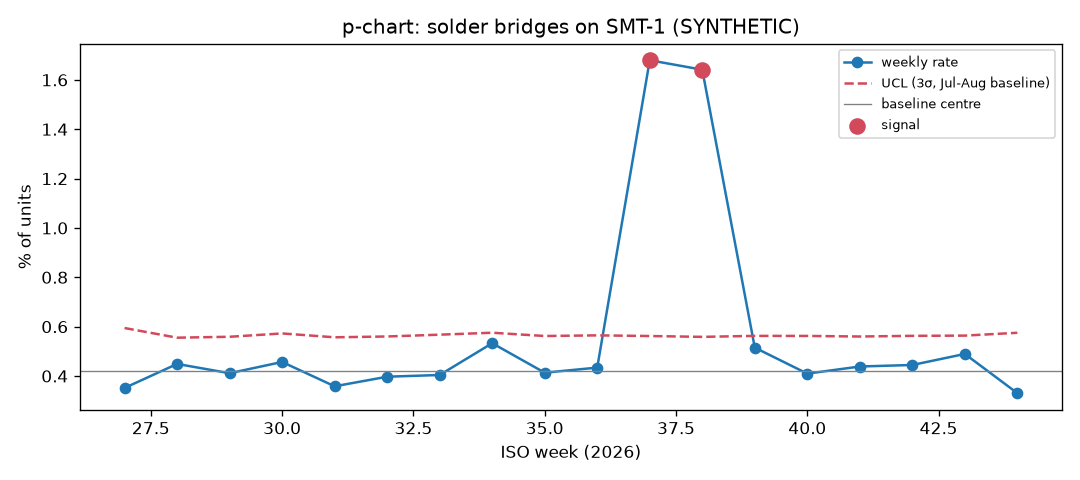 p-chart: solder bridges on SMT-1 (SYNTHETIC)
weekly rate
UCL (3σ, Jul-Aug baseline)
baseline centre
signal
% of units
1.6
1.4
1.2
1.0
0.8
0.6
0.4
27.5 30.0 32.5 35.0 37.5 40.0 42.5
ISO week (2026)